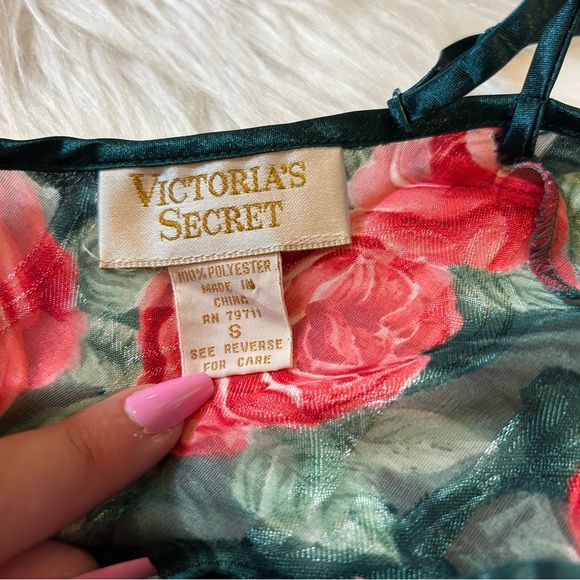 VICTORIA'S
SECRET
100% POLYESTER
MADE IN
CHINA
RN 79711
S
SEE REVERSE
FOR CARE